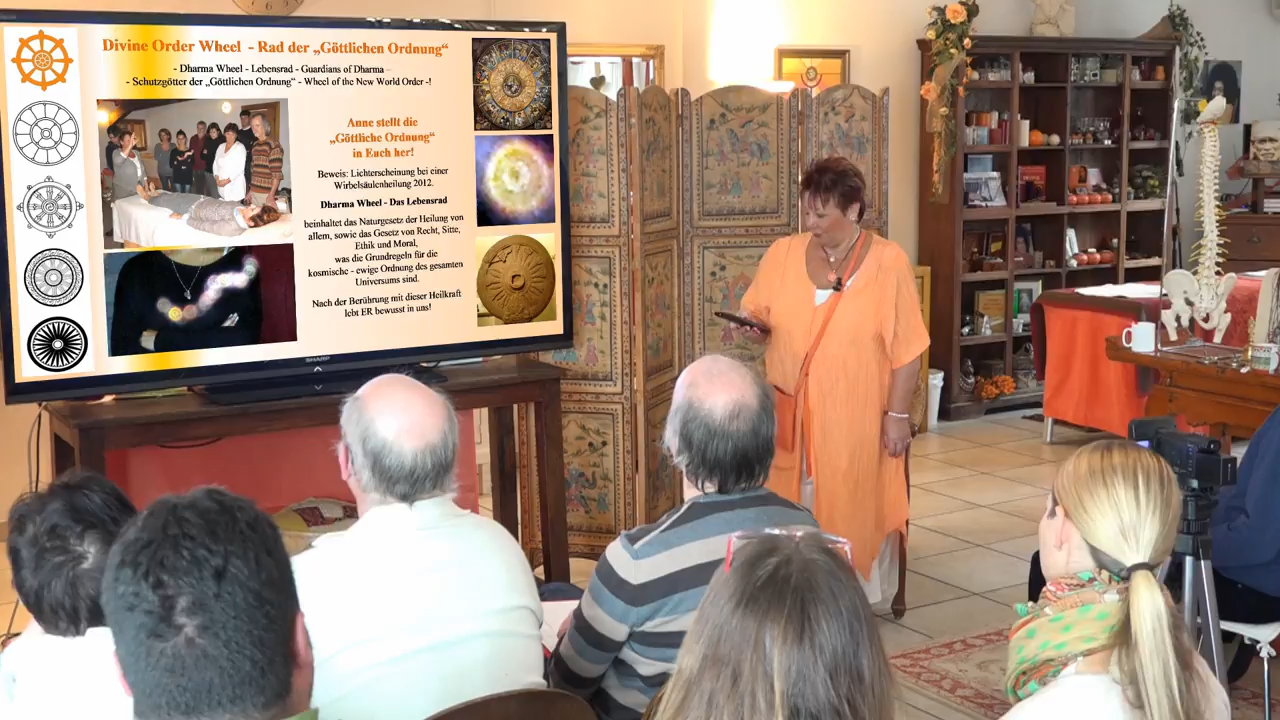 Divine Order Wheel - Rad der „Göttlichen Ordnung“
- Dharma Wheel - Lebensrad - Guardians of Dharma –
- Schutzgötter der „Göttlichen Ordnung“ - Wheel of the New World Order -!
Anne stellt die
„Göttliche Ordnung“
in Euch her!
Beweis: Lichterscheinung bei einer
Wirbelsäulenheilung 2012.
Dharma Wheel - Das Lebensrad
beinhaltet das Naturgesetz der Heilung von
allem, sowie das Gesetz von Recht, Sitte,
Ethik und Moral,
was die Grundregeln für die
kosmische - ewige Ordnung des gesamten
Universums sind.
Nach der Berührung mit dieser Heilkraft
lebt ER bewusst in uns!
SHARP